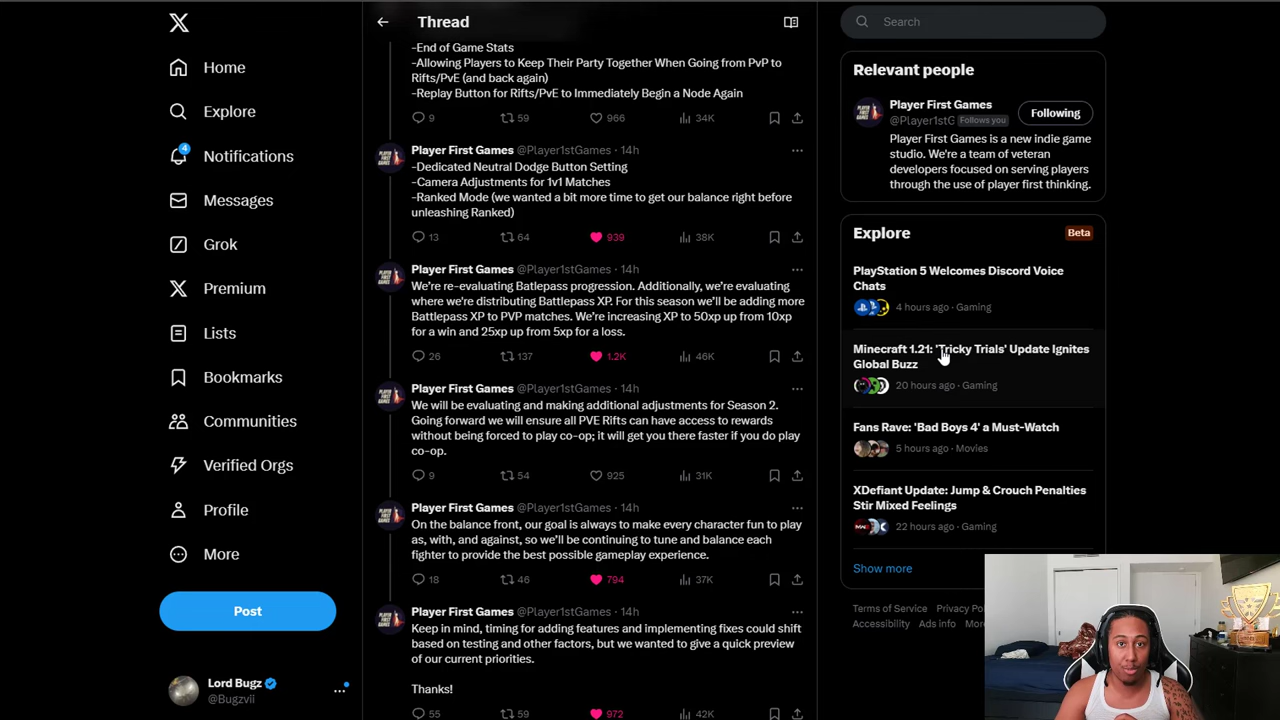 Home
Explore
4
Notifications
Messages
Grok
Premium
Lists
Bookmarks
Communities
Verified Orgs
Profile
More
Post
Lord Bugz
@Bugzvii
Thread
-End of Game Stats
-Allowing Players to Keep Their Party Together When Going from PvP to
Rifts/PvE (and back again)
-Replay Button for Rifts/PvE to Immediately Begin a Node Again
9 59 966 34K
Player First Games @Player1stGames · 14h
-Dedicated Neutral Dodge Button Setting
-Camera Adjustments for 1v1 Matches
-Ranked Mode (we wanted a bit more time to get our balance right before
unleashing Ranked)
13 64 939 38K
Player First Games @Player1stGames · 14h
We're re-evaluating Batlepass progression. Additionally, we're evaluating
where we're distributing Battlepass XP. For this season we'll be adding more
Battlepass XP to PVP matches. We're increasing XP to 50xp up from 10xp
for a win and 25xp up from 5xp for a loss.
26 137 1.2K 46K
Player First Games @Player1stGames · 14h
We will be evaluating and making additional adjustments for Season 2.
Going forward we will ensure all PVE Rifts can have access to rewards
without being forced to play co-op; it will get you there faster if you do play
co-op.
9 54 925 31K
Player First Games @Player1stGames · 14h
On the balance front, our goal is always to make every character fun to play
as, with, and against, so we'll be continuing to tune and balance each
fighter to provide the best possible gameplay experience.
18 46 794 37K
Player First Games @Player1stGames · 14h
Keep in mind, timing for adding features and implementing fixes could shift
based on testing and other factors, but we wanted to give a quick preview
of our current priorities.
Thanks!
55 59 972 42K
Search
Relevant people
Player First Games
@Player1stG Follows you
Following
Player First Games is a new indie game
studio. We're a team of veteran
developers focused on serving players
through the use of player first thinking.
Explore
Beta
PlayStation 5 Welcomes Discord Voice
Chats
4 hours ago · Gaming
Minecraft 1.21: 'Tricky Trials' Update Ignites
Global Buzz
20 hours ago · Gaming
Fans Rave: 'Bad Boys 4' a Must-Watch
5 hours ago · Movies
XDefiant Update: Jump & Crouch Penalties
Stir Mixed Feelings
22 hours ago · Gaming
Show more
Terms of Service Privacy Pol
Accessibility Ads info Mor